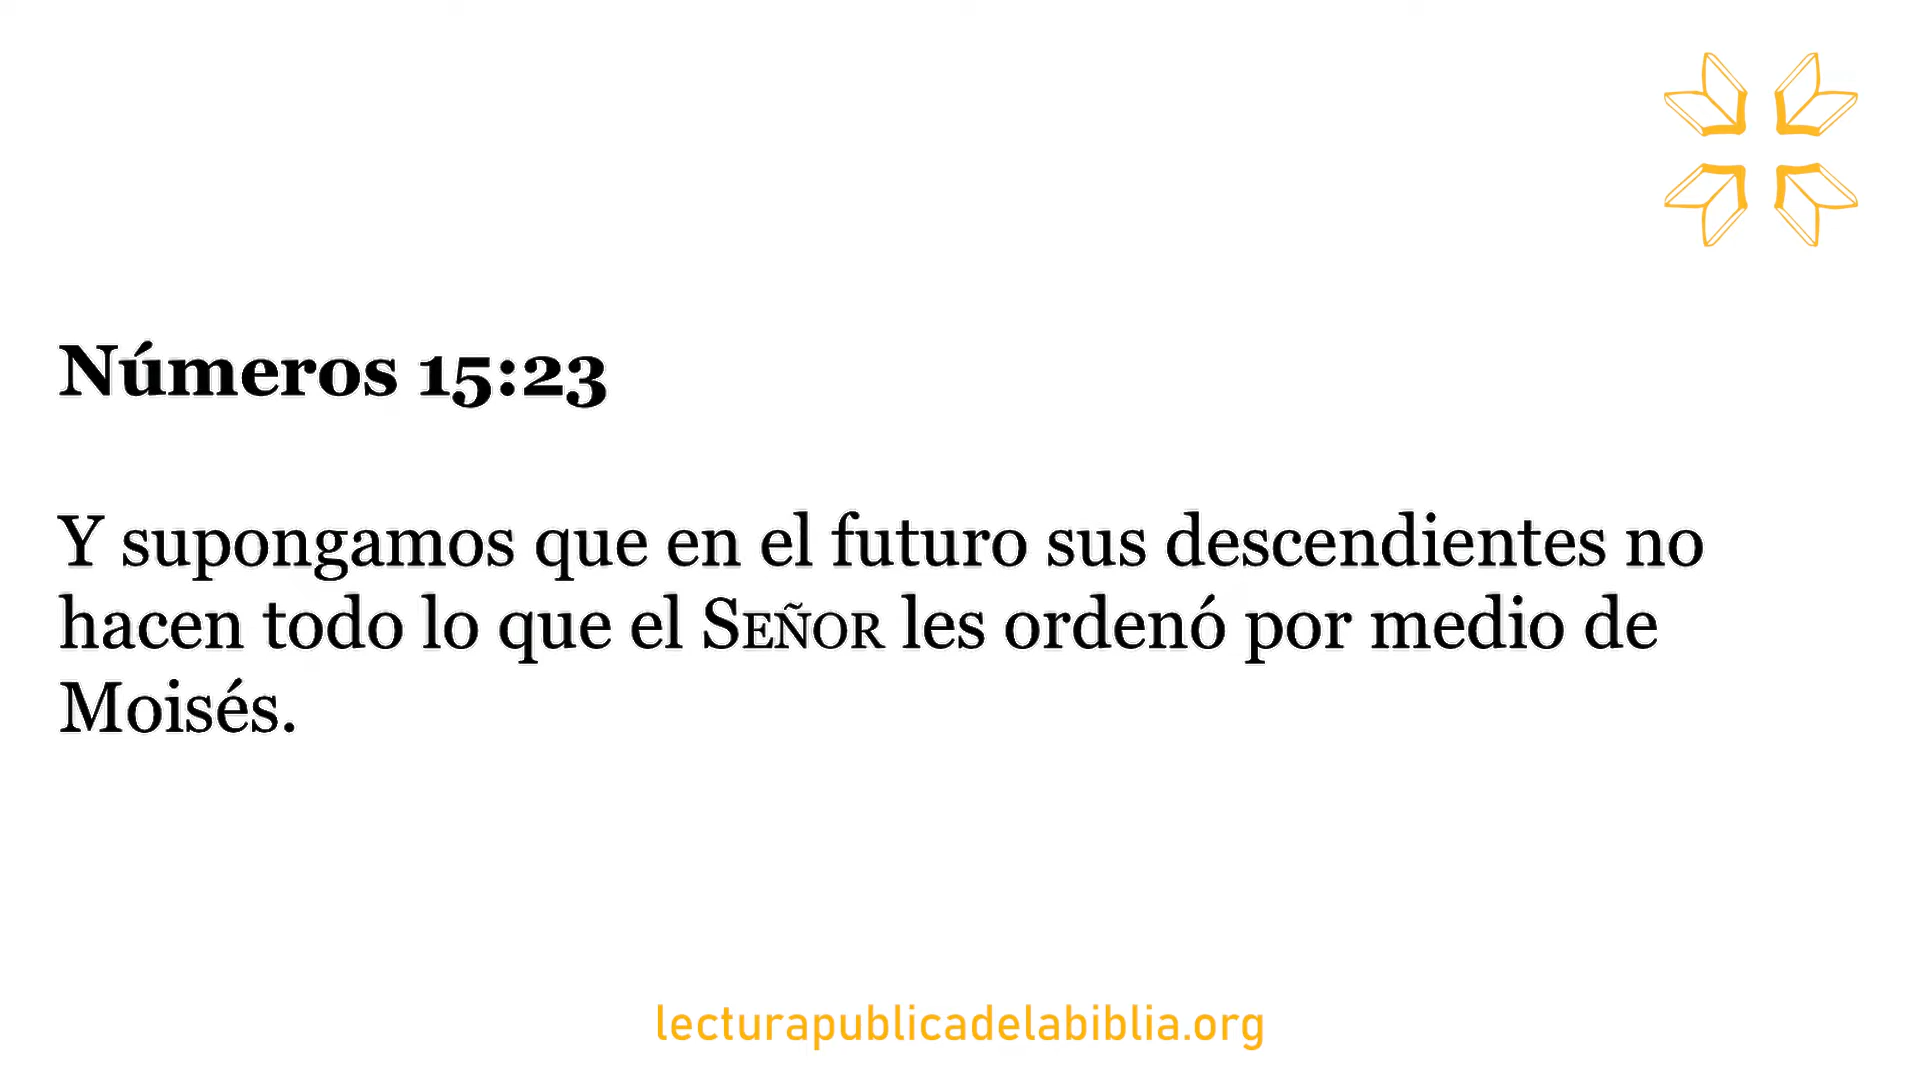 Números 15:23
Y supongamos que en el futuro sus descendientes no
hacen todo lo que el SEÑOR les ordenó por medio de
Moisés.
lecturapublicadelabiblia.org